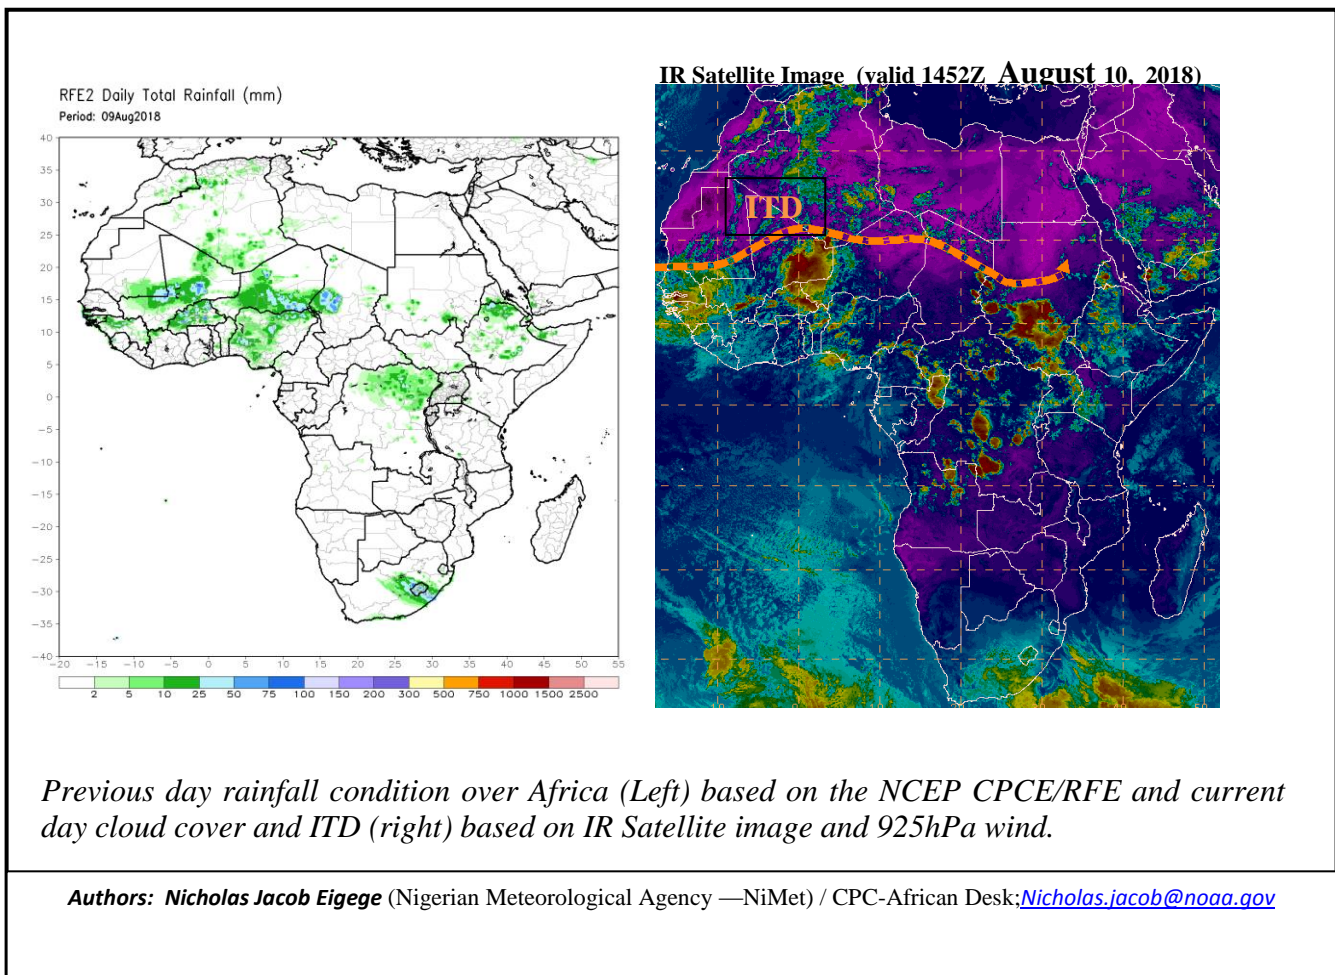 IR Satellite Image (valid 1452Z August 10, 2018)
RFE2 Daily Total Rainfall (mm)
Period: 09Aug2018
ITD
40
35
30
25
20
15
10
5
0
-5
-10
-15
-20
-25
-30
-35
-40
-20 -15 -10 -5 0 5 10 15 20 25 30 35 40 45 50 55
2 5 10 25 50 75 100 150 200 300 500 750 1000 1500 2500
Previous day rainfall condition over Africa (Left) based on the NCEP CPCE/RFE and current
day cloud cover and ITD (right) based on IR Satellite image and 925hPa wind.
Authors: Nicholas Jacob Eigege (Nigerian Meteorological Agency —NiMet) / CPC-African Desk;Nicholas.jacob@noaa.gov